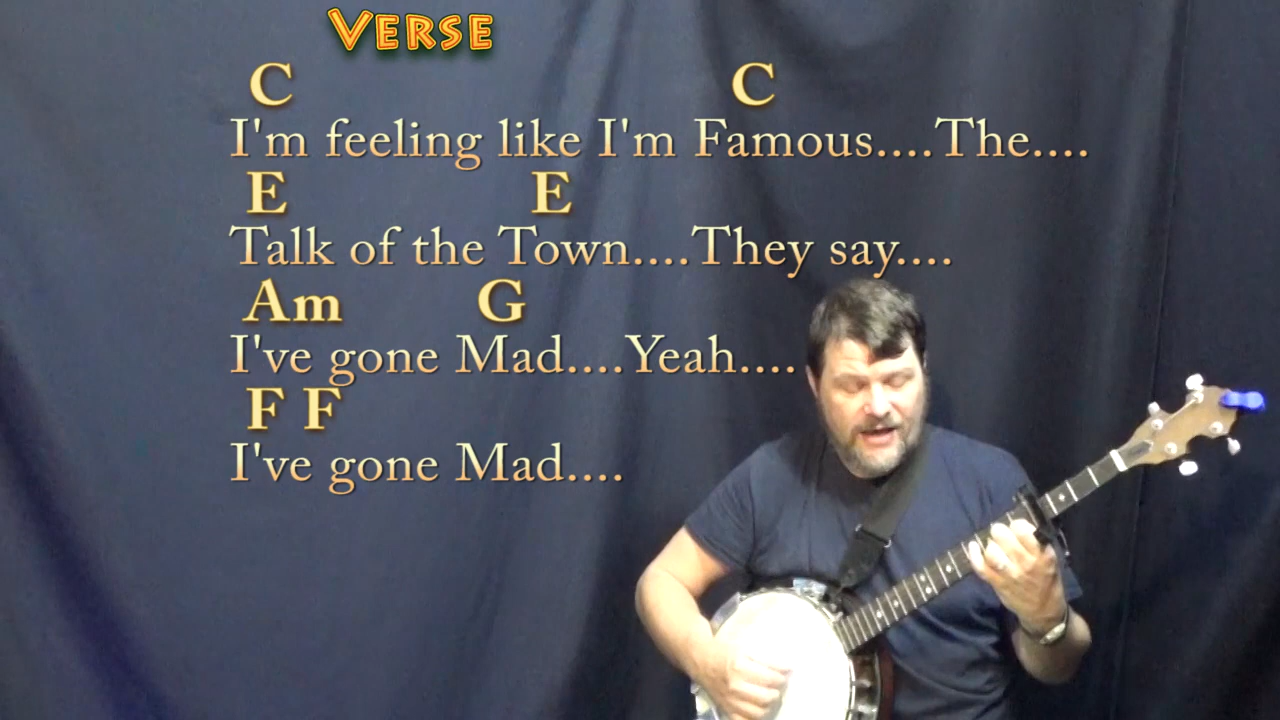 VERSE
C C
I'm feeling like I'm Famous....The....
E E
Talk of the Town....They say....
Am G
I've gone Mad....Yeah....
F F
I've gone Mad....